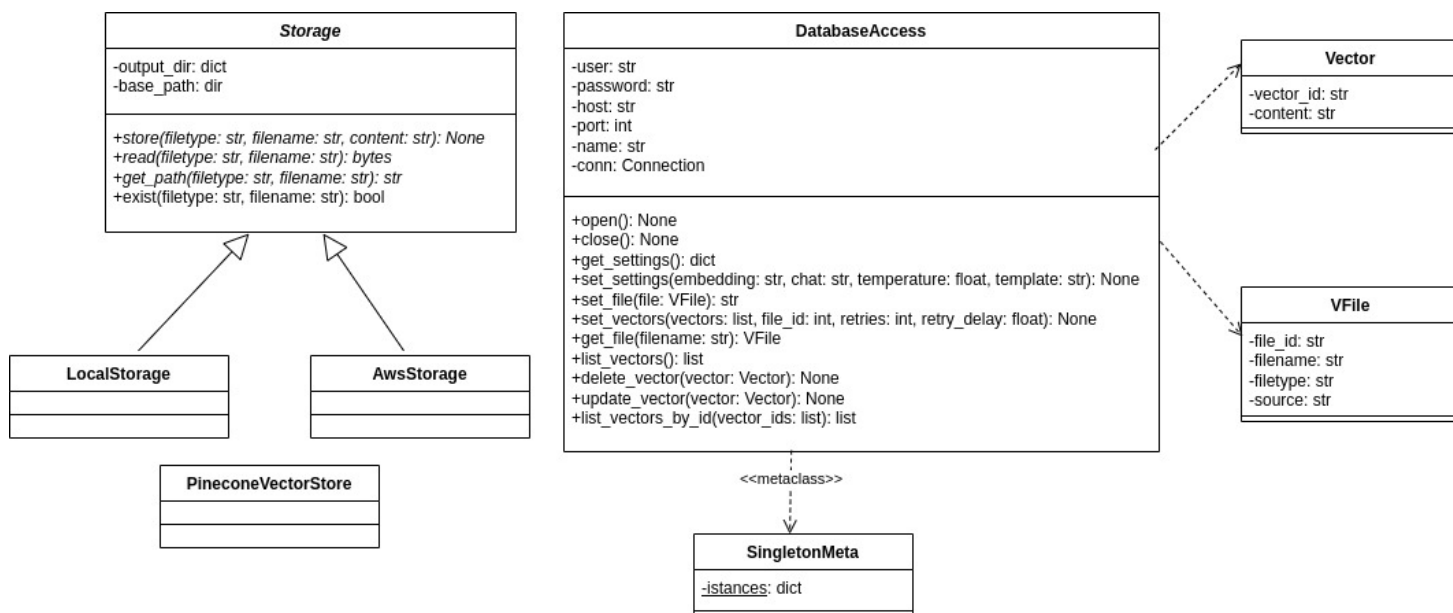 Storage
-output_dir: dict
-base_path: dir
+store(filetype: str, filename: str, content: str): None
+read(filetype: str, filename: str): bytes
+get_path(filetype: str, filename: str): str
+exist(filetype: str, filename: str): bool
LocalStorage
AwsStorage
PineconeVectorStore
DatabaseAccess
-user: str
-password: str
-host: str
-port: int
-name: str
-conn: Connection
+open(): None
+close(): None
+get_settings(): dict
+set_settings(embedding: str, chat: str, temperature: float, template: str): None
+set_file(file: VFile): str
+set_vectors(vectors: list, file_id: int, retries: int, retry_delay: float): None
+get_file(filename: str): VFile
+list_vectors(): list
+delete_vector(vector: Vector): None
+update_vector(vector: Vector): None
+list_vectors_by_id(vector_ids: list): list
<<metaclass>>
SingletonMeta
-istances: dict
Vector
-vector_id: str
-content: str
VFile
-file_id: str
-filename: str
-filetype: str
-source: str